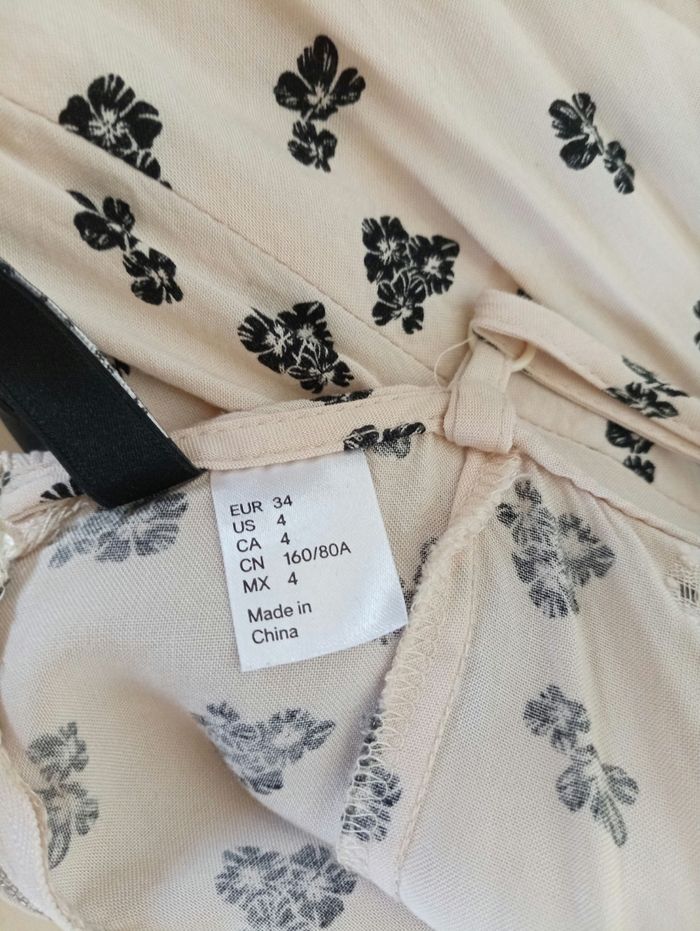 EUR 34
US 4
CA 4
CN 160/80A
MX 4
Made in
China